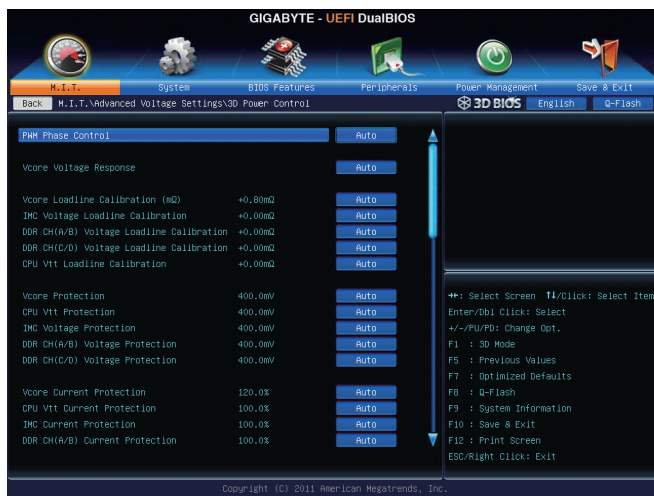 GIGABYTE - UEFI DualBIOS
M.I.T. System BIOS Features Peripherals Power Management Save & Exit
Back M.I.T.\Advanced Voltage Settings\3D Power Control
3D BIOS English Q-Flash
PWM Phase Control Auto
Vcore Voltage Response Auto
Vcore Loadline Calibration (mΩ) +0.80mΩ Auto
IMC Voltage Loadline Calibration +0.00mΩ Auto
DDR CH(A/B) Voltage Loadline Calibration +0.00mΩ Auto
DDR CH(C/D) Voltage Loadline Calibration +0.00mΩ Auto
CPU Vtt Loadline Calibration +0.00mΩ Auto
Vcore Protection 400.0mV Auto
CPU Vtt Protection 400.0mV Auto
IMC Voltage Protection 400.0mV Auto
DDR CH(A/B) Voltage Protection 400.0mV Auto
DDR CH(C/D) Voltage Protection 400.0mV Auto
Vcore Current Protection 120.0% Auto
CPU Vtt Current Protection 100.0% Auto
IMC Current Protection 100.0% Auto
DDR CH(A/B) Current Protection 100.0% Auto
→←: Select Screen ↑↓/Click: Select Item
Enter/Dbl Click: Select
+/-/PU/PD: Change Opt.
F1 : 3D Mode
F5 : Previous Values
F7 : Optimized Defaults
F8 : Q-Flash
F9 : System Information
F10 : Save & Exit
F12 : Print Screen
ESC/Right Click: Exit
Copyright (C) 2011 American Megatrends, Inc.